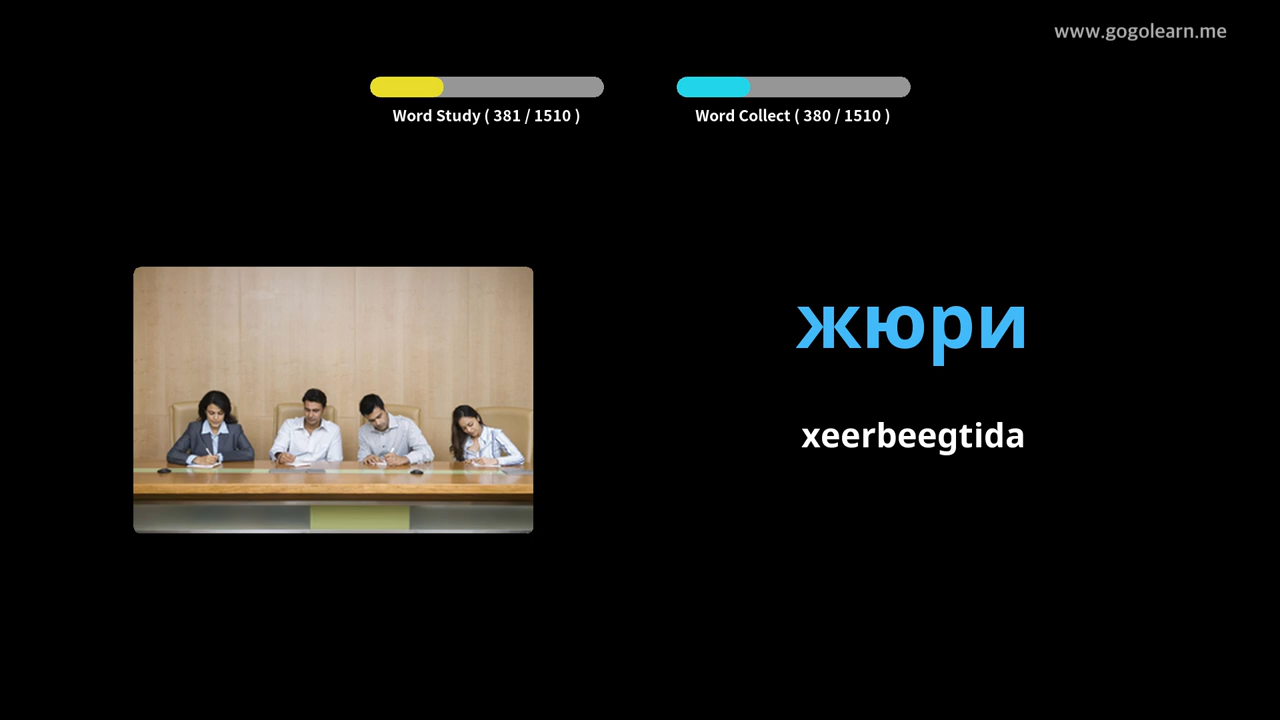 www.gogolearn.me
Word Study ( 381 / 1510 )
Word Collect ( 380 / 1510 )
жюри
xeerbeegtida